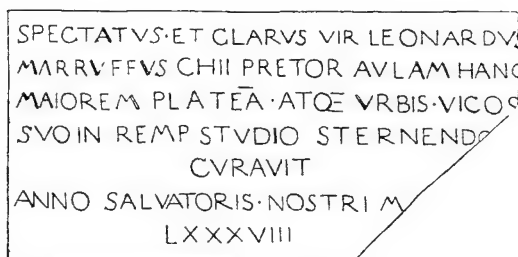 SPECTATVS·ET CLARVS VIR LEONARDVS
MARRVFFVS CHII PRETOR AVLAM HANC
MAIOREM PLATEĀ·ATQE VRBIS·VICOS
SVO IN REMP STVDIO STERNENDO
CVRAVIT
ANNO SALVATORIS·NOSTRI M
LXXXVIII